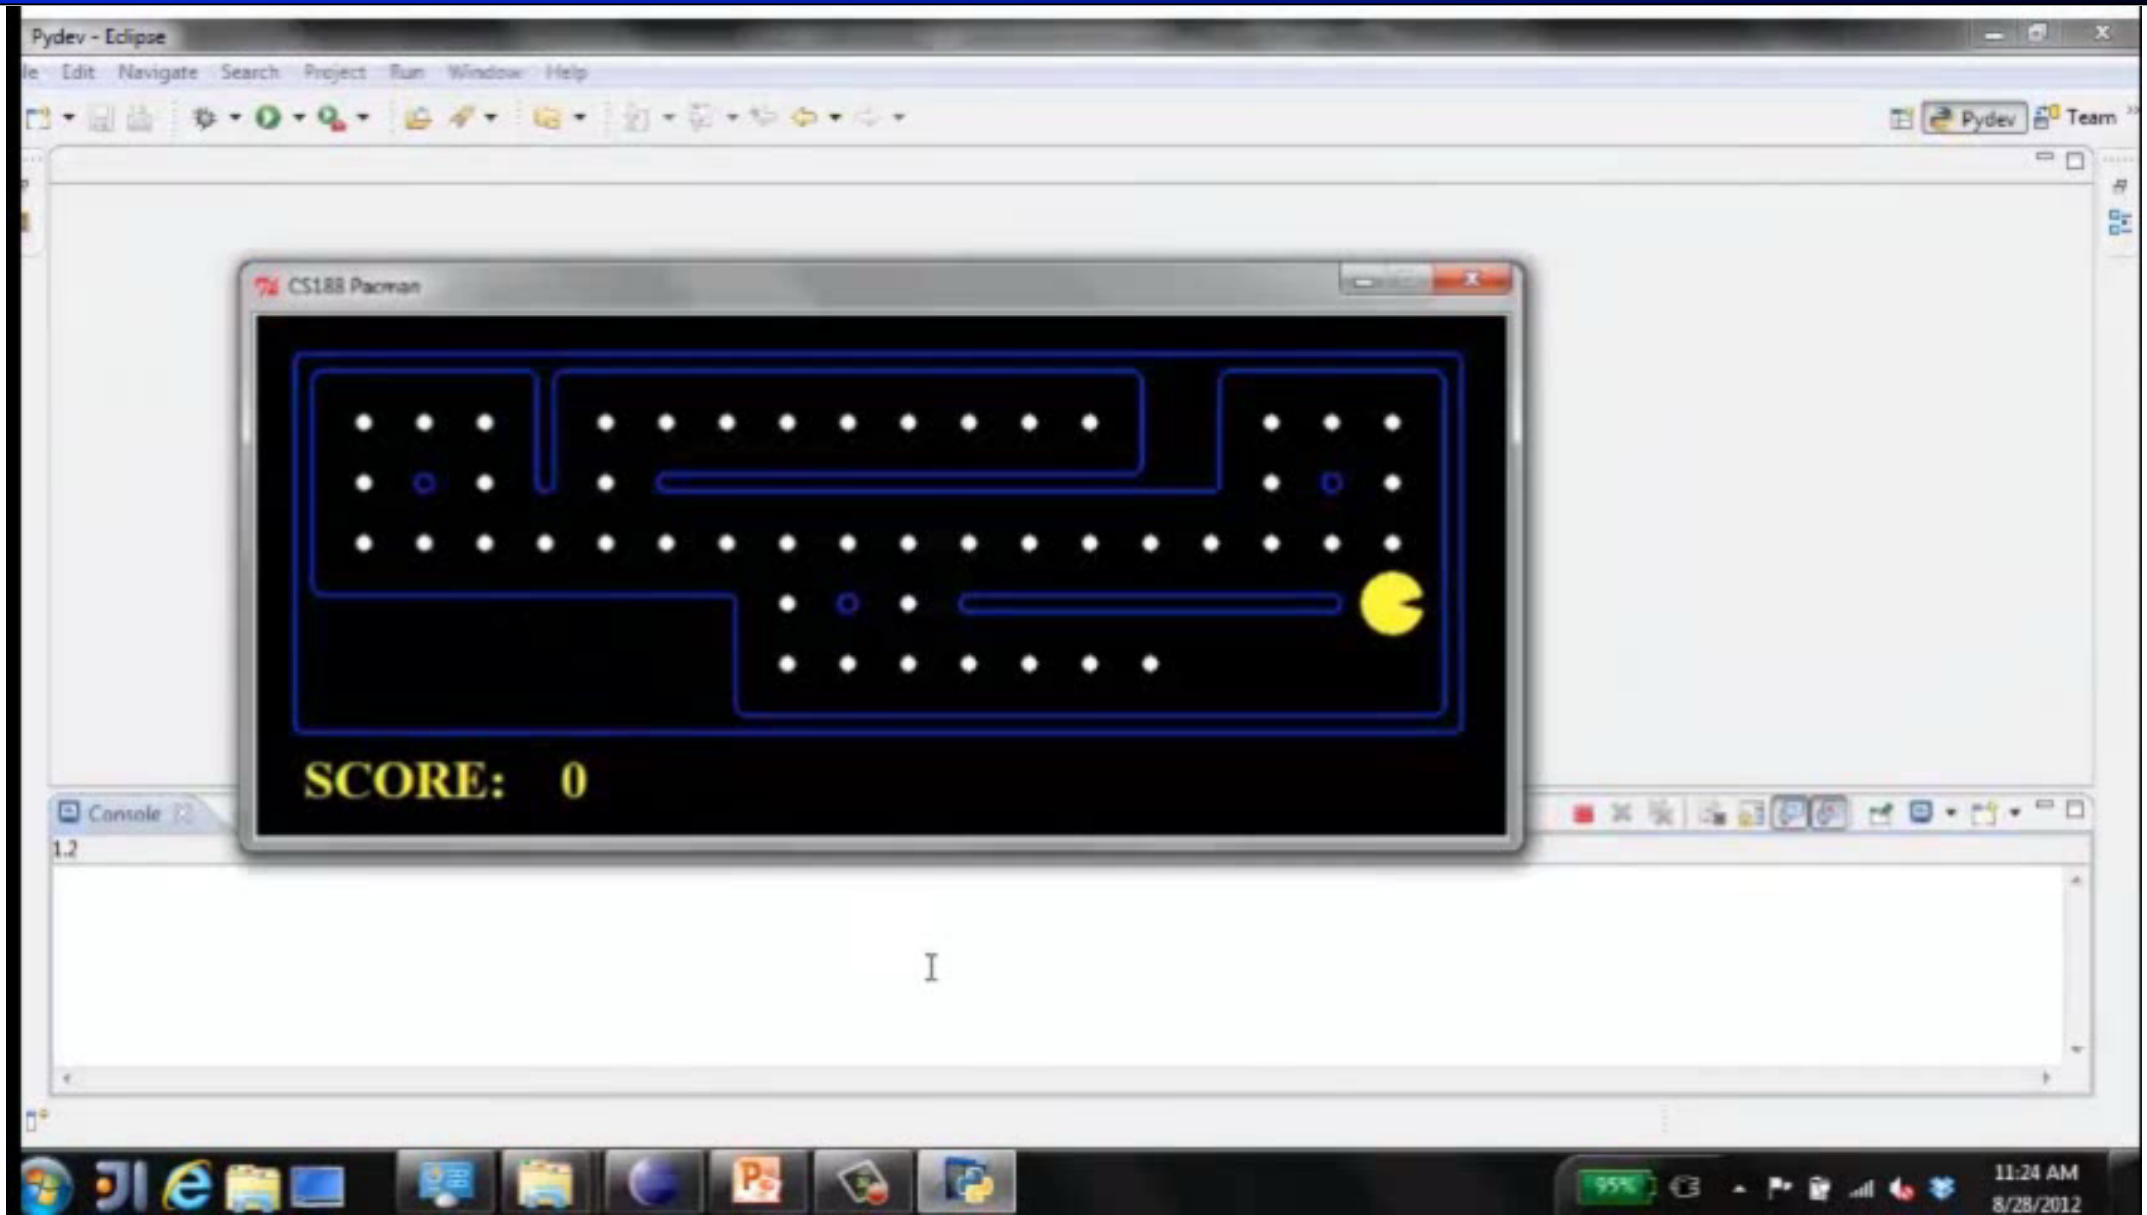 Pydev - Eclipse
Edit Navigate Search Project Run Window Help
Pydev Team
CS188 Pacman
SCORE: 0
Console
1.2
95%
11:24 AM
8/28/2012